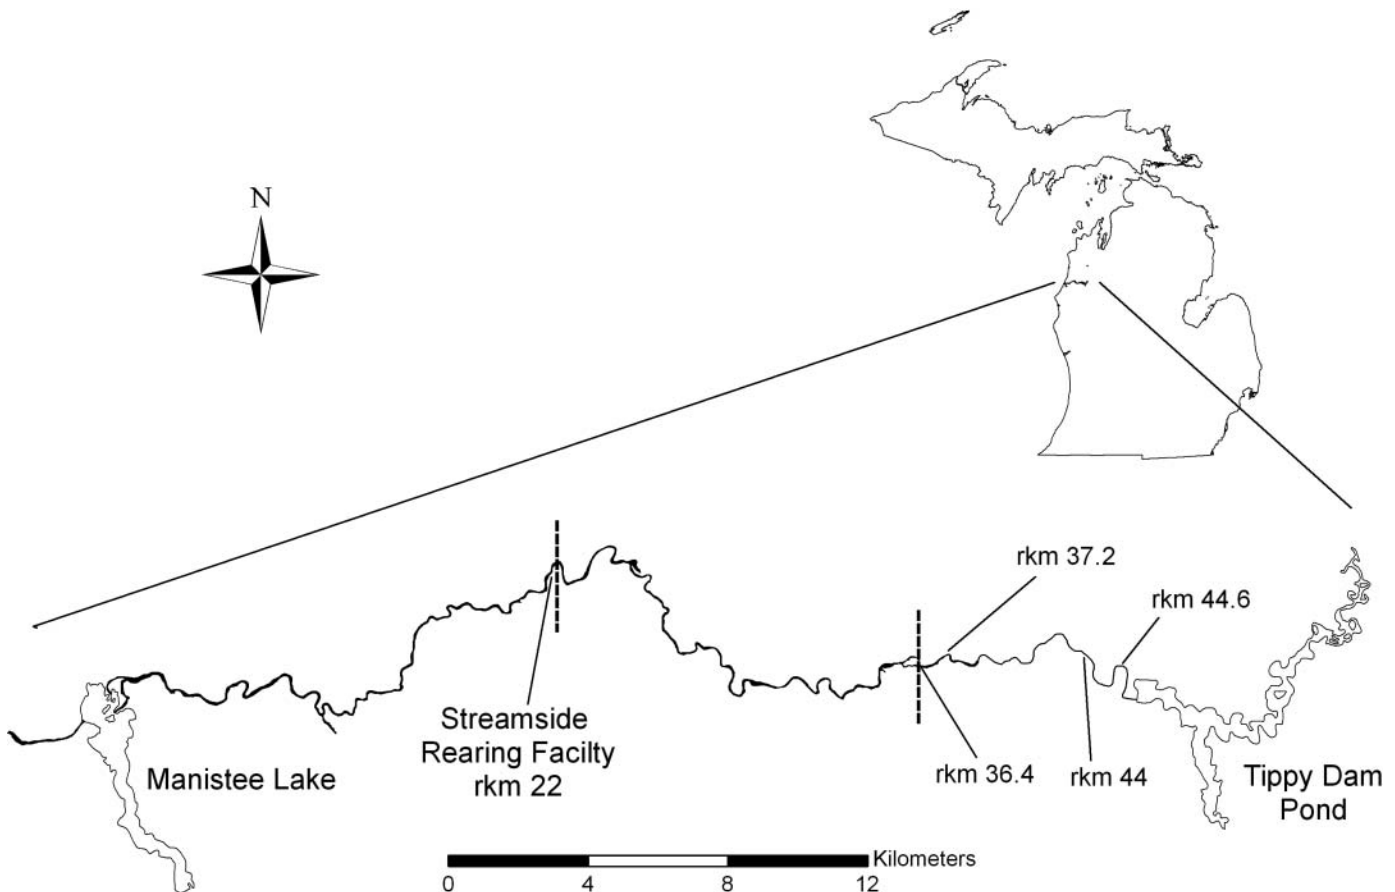 N
rkm 37.2
rkm 44.6
Streamside
Rearing Facilty
rkm 22
Manistee Lake
rkm 36.4
rkm 44
Tippy Dam
Pond
Kilometers
0 4 8 12